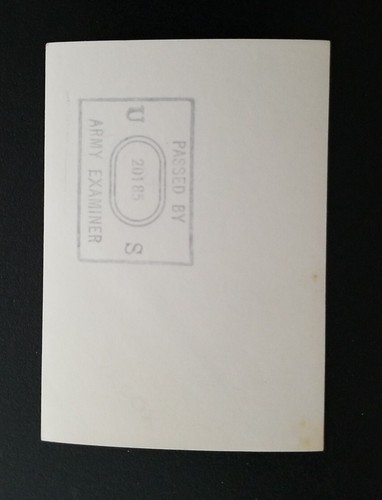 PASSED BY
U 20185 S
ARMY EXAMINER